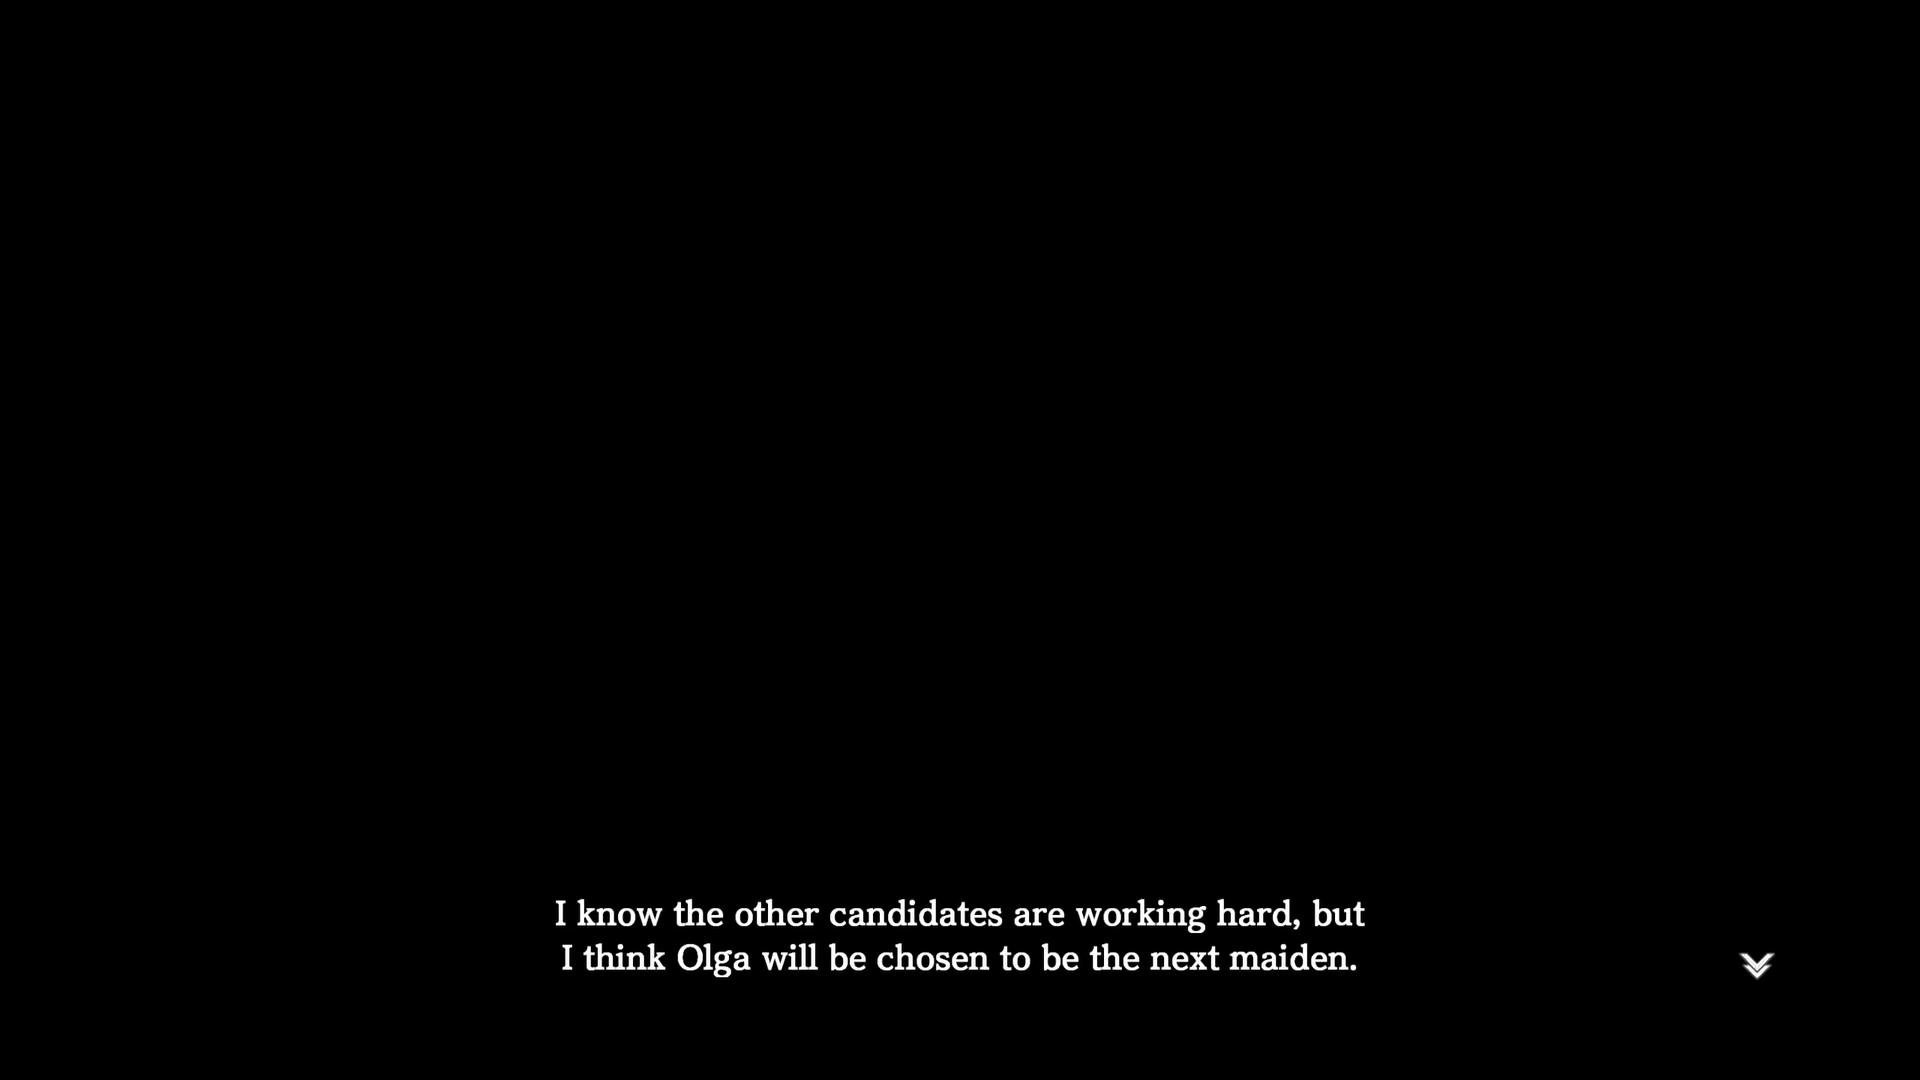 I know the other candidates are working hard, but
I think Olga will be chosen to be the next maiden.